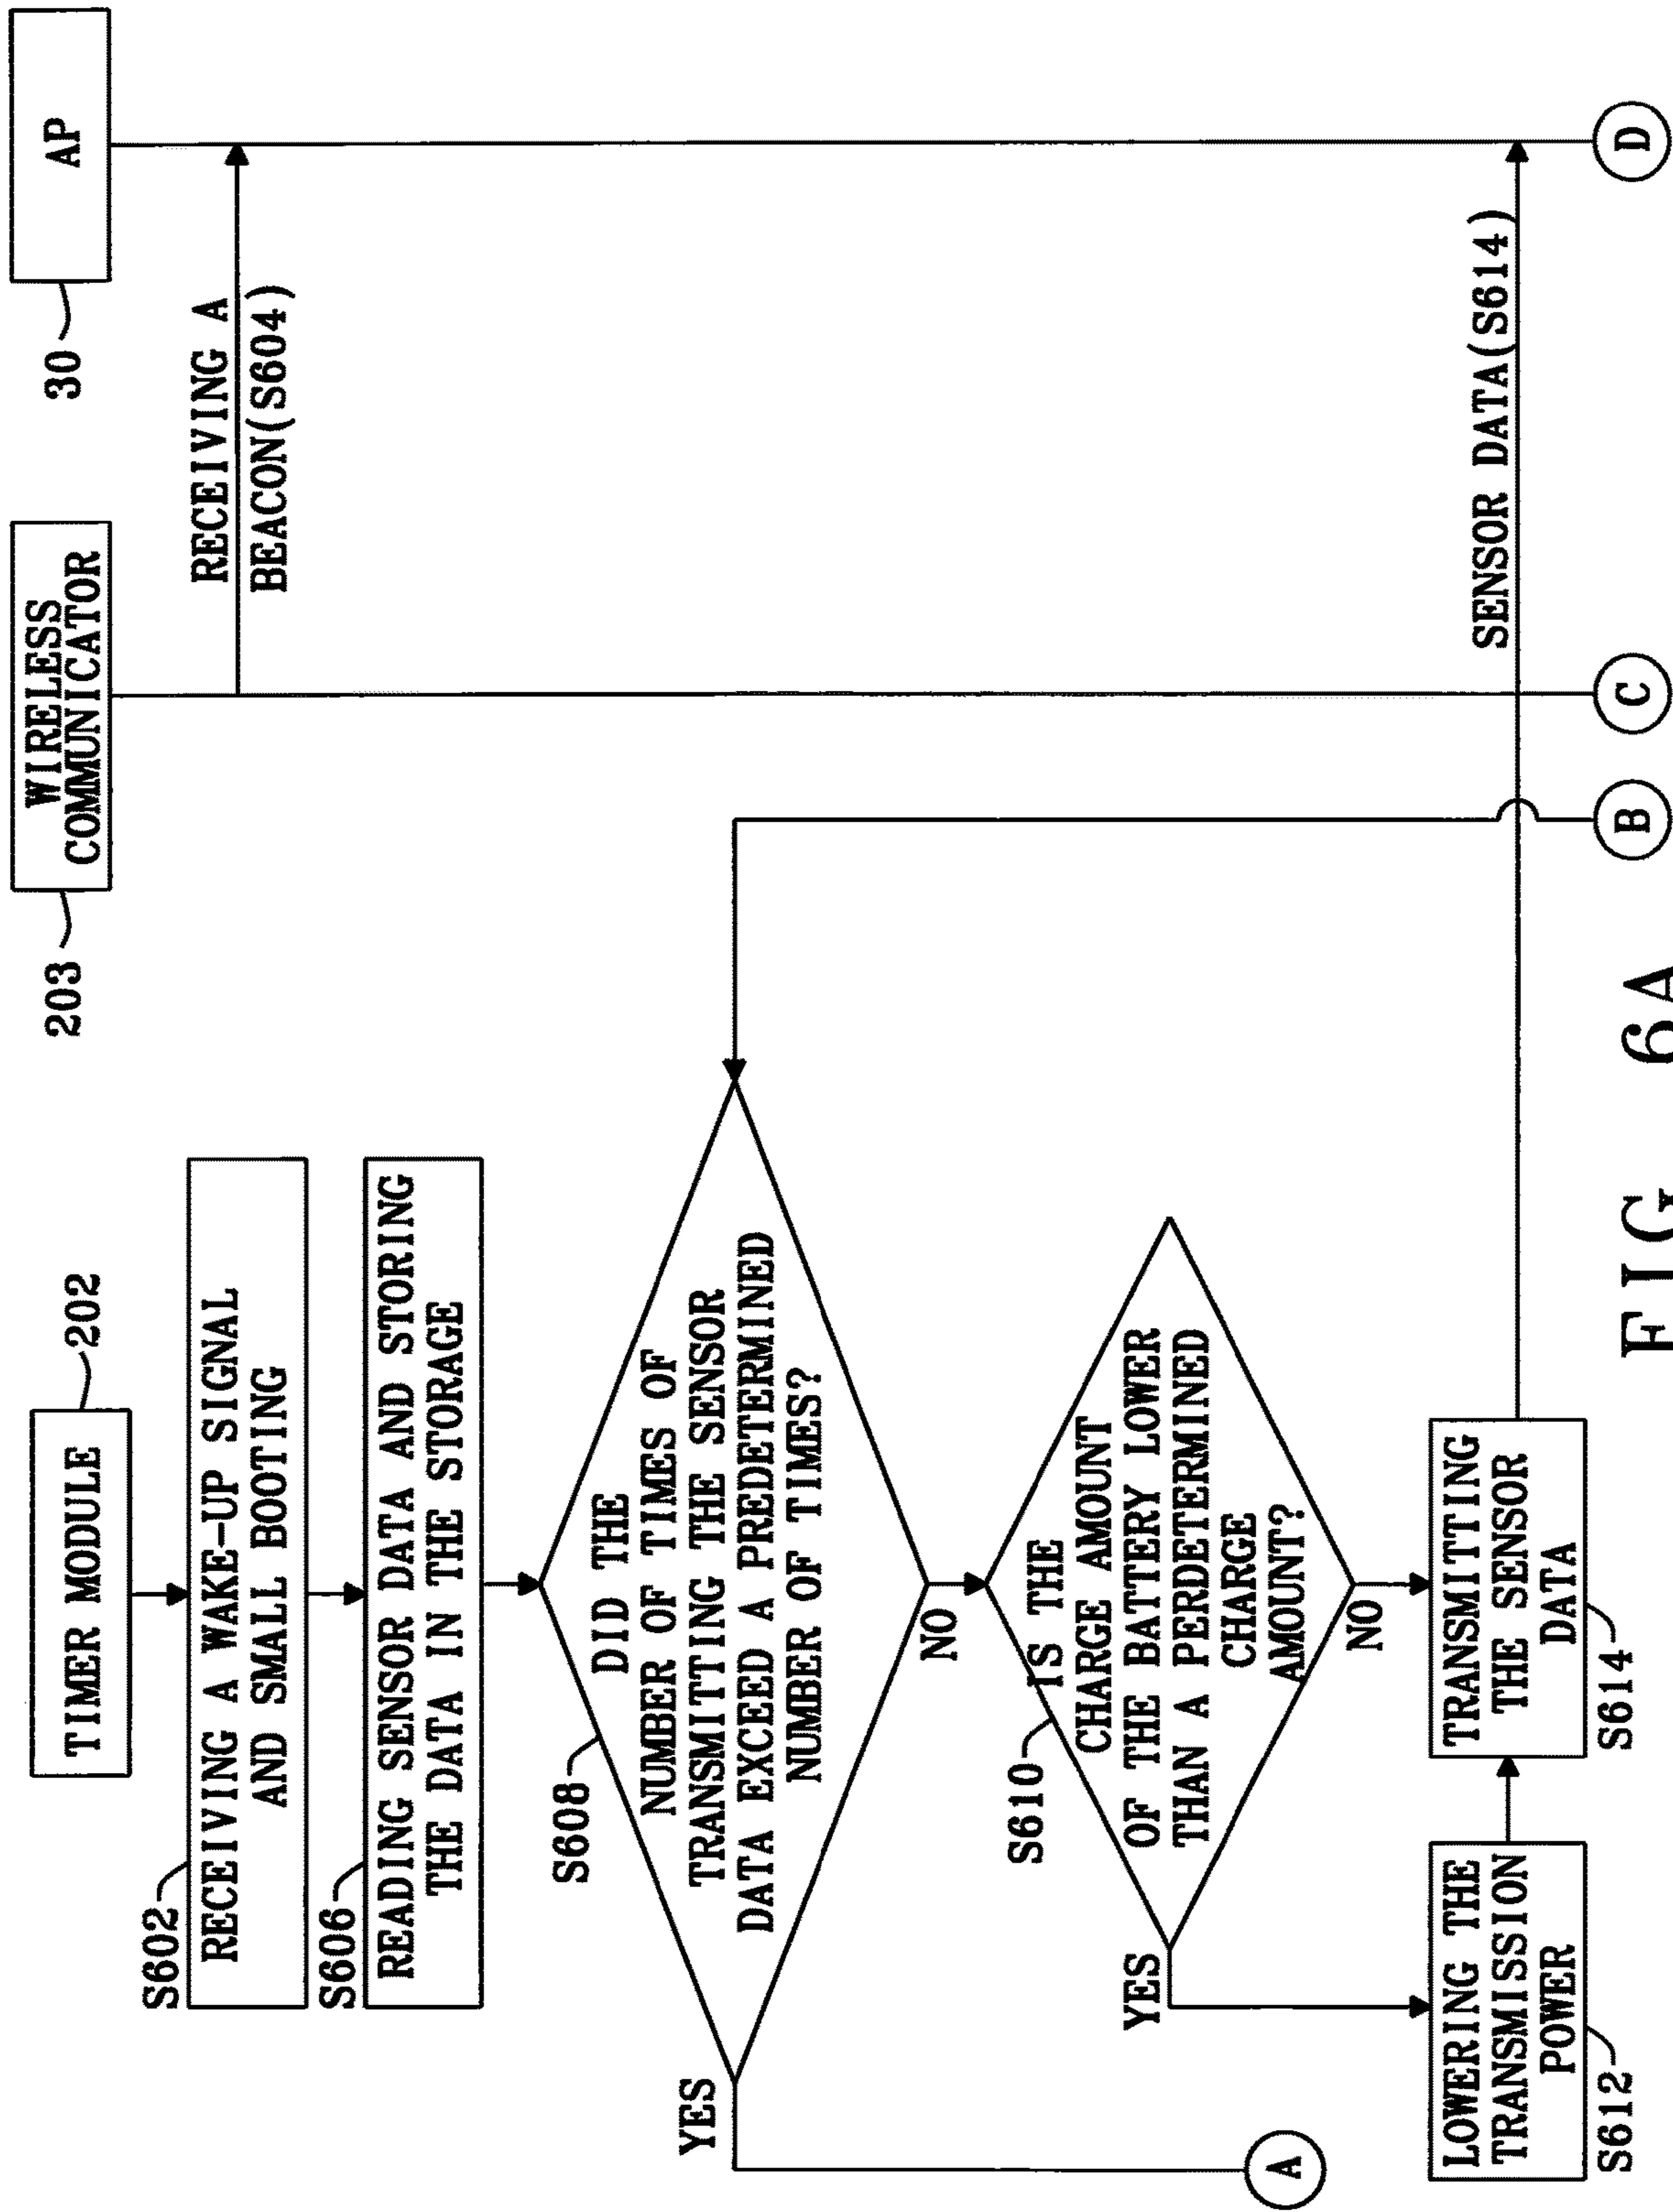 TIMER MODULE
202
WIRELESS
COMMUNICATOR
203
AP
30
S602
RECEIVING A WAKE-UP SIGNAL
AND SMALL BOOTING
RECEIVING A
BEACON(S604)
S606
READING SENSOR DATA AND STORING
THE DATA IN THE STORAGE
S608
DID THE
NUMBER OF TIMES OF
TRANSMITTING THE SENSOR
DATA EXCEED A PREDETERMINED
NUMBER OF TIMES?
YES
NO
S610
IS THE
CHARGE AMOUNT
OF THE BATTERY LOWER
THAN A PERDETERMINED
CHARGE
AMOUNT?
YES
NO
A
LOWERING THE
TRANSMISSION
POWER
S612
TRANSMITTING
THE SENSOR
DATA
S614
SENSOR DATA(S614)
B
C
D
FIG 6A